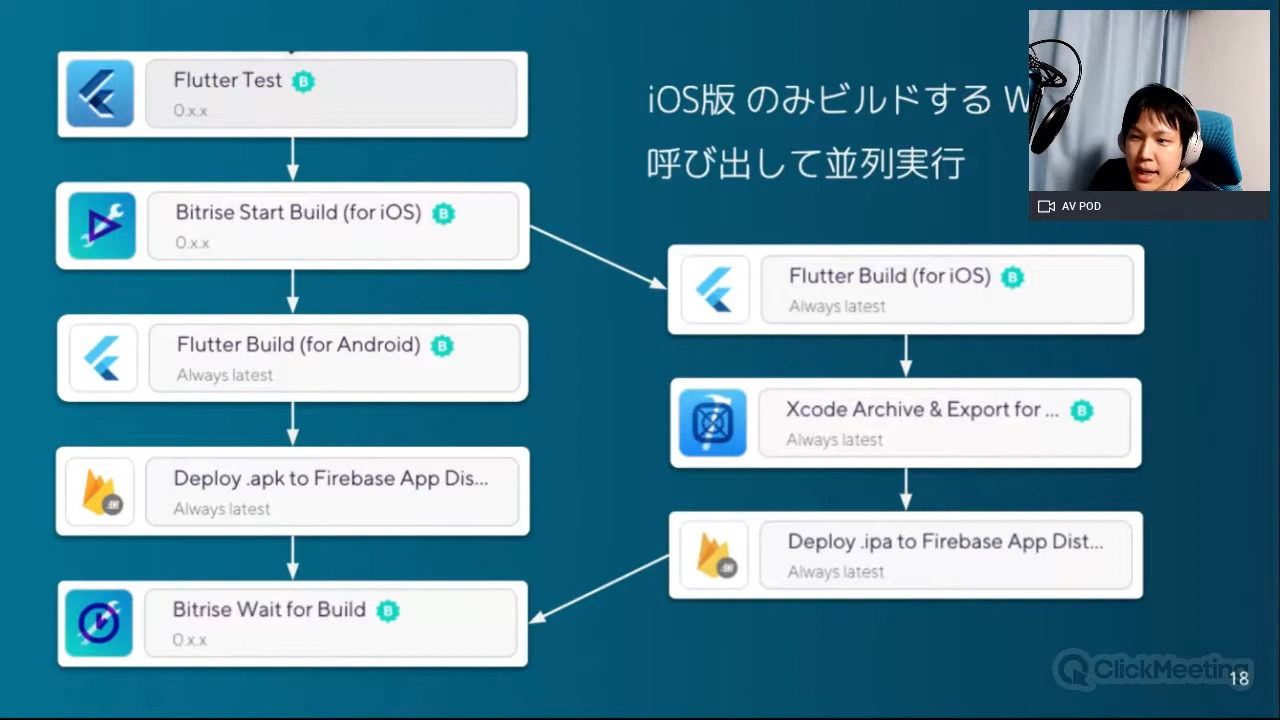 Flutter Test
0.x.x
Bitrise Start Build (for iOS)
0.x.x
Flutter Build (for Android)
Always latest
Deploy .apk to Firebase App Dis...
Always latest
Bitrise Wait for Build
0.x.x
iOS版 のみビルドする W
呼び出して並列実行
Flutter Build (for iOS)
Always latest
Xcode Archive & Export for ...
Always latest
Deploy .ipa to Firebase App Dist...
Always latest
AV POD
ClickMeeting
18